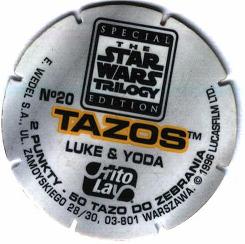 SPECIAL
THE
STAR
WARS
TRILOGY
EDITION
Nº20
TAZOS™
LUKE & YODA
Frito
Lay
© 1996 LUCASFILM LTD.
2 PUNKTY - 50 TAZO DO ZEBRANIA
E. WEDEL S.A., UL. ZAMOYSKIEGO 28/30, 03-801 WARSZAWA.